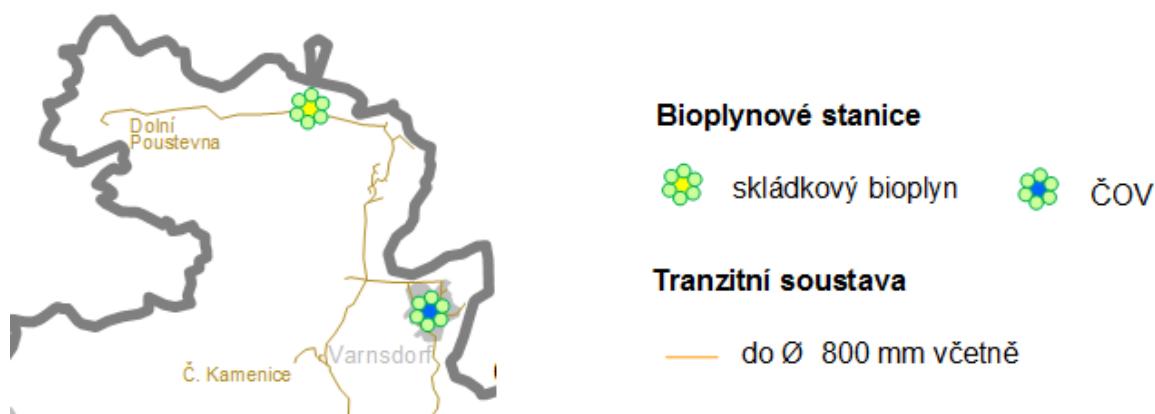 Dolní
Poustevna
Varnsdorf
Č. Kamenice
Bioplynové stanice
skládkový bioplyn
ČOV
Tranzitní soustava
do Ø 800 mm včetně